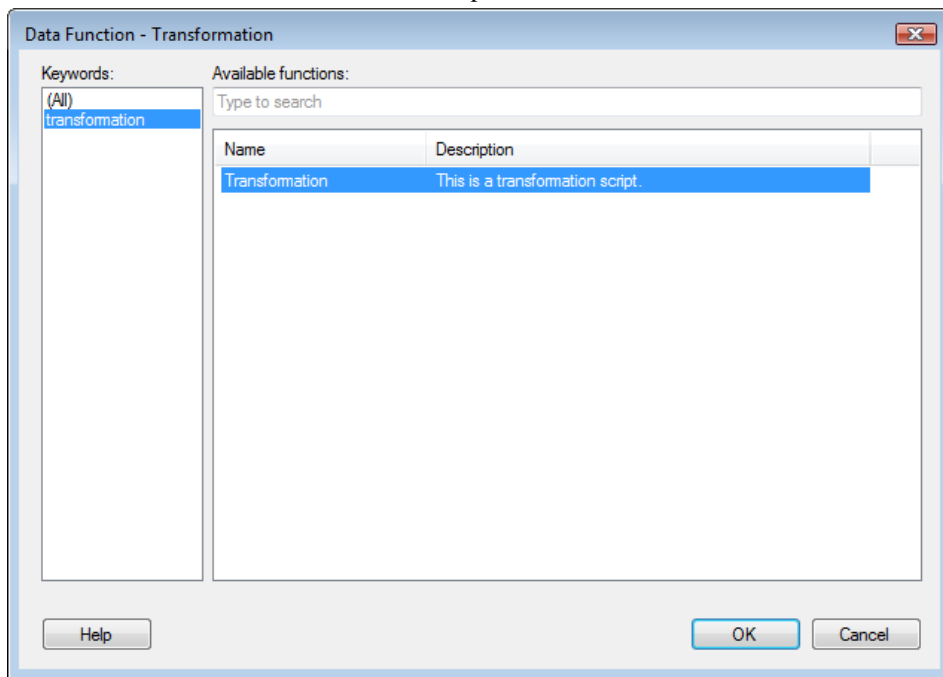 Data Function - Transformation
Keywords:
Available functions:
(All)
transformation
Type to search
Name Description
Transformation This is a transformation script.
Help OK Cancel